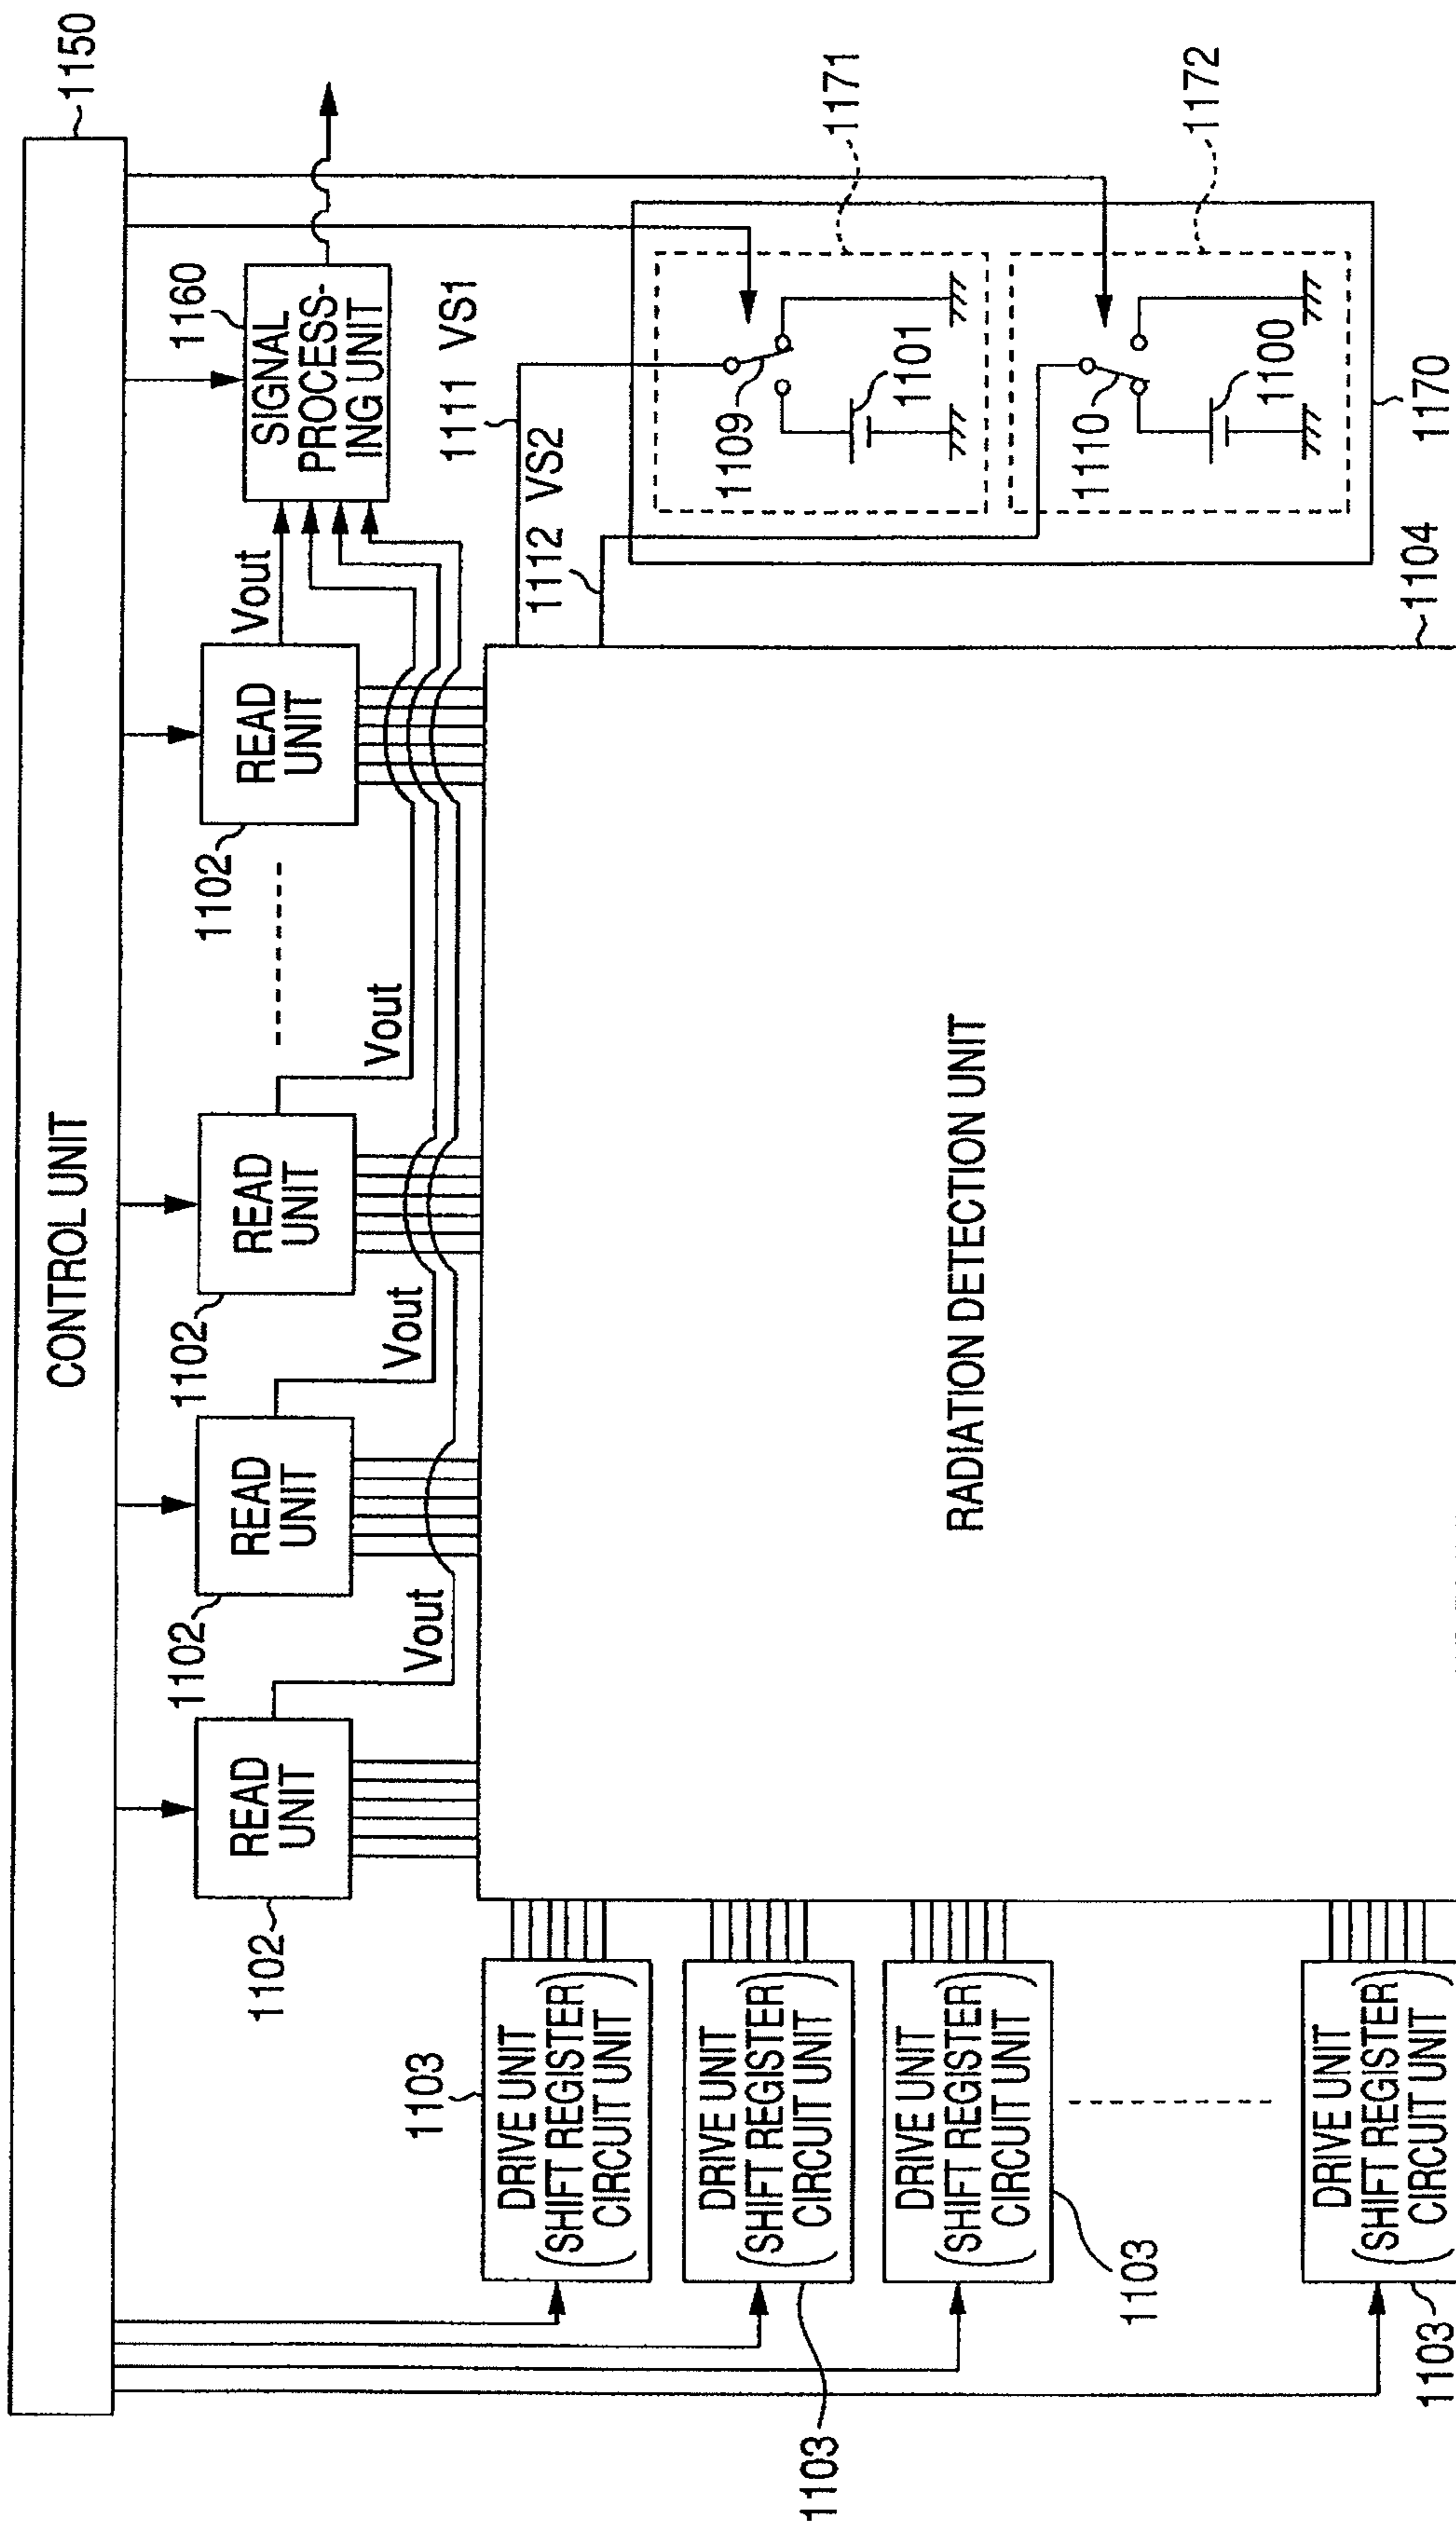 CONTROL UNIT
1150
1160
SIGNAL
PROCESS-
ING UNIT
READ
UNIT
1102
READ
UNIT
1102
READ
UNIT
1102
READ
UNIT
1102
Vout
Vout
Vout
Vout
1111 VS1
1112 VS2
1171
1109
1101
1172
1110
1100
1170
1104
RADIATION DETECTION UNIT
1103
DRIVE UNIT
(SHIFT REGISTER
CIRCUIT UNIT)
1103
DRIVE UNIT
(SHIFT REGISTER
CIRCUIT UNIT)
1103
DRIVE UNIT
(SHIFT REGISTER
CIRCUIT UNIT)
1103
DRIVE UNIT
(SHIFT REGISTER
CIRCUIT UNIT)